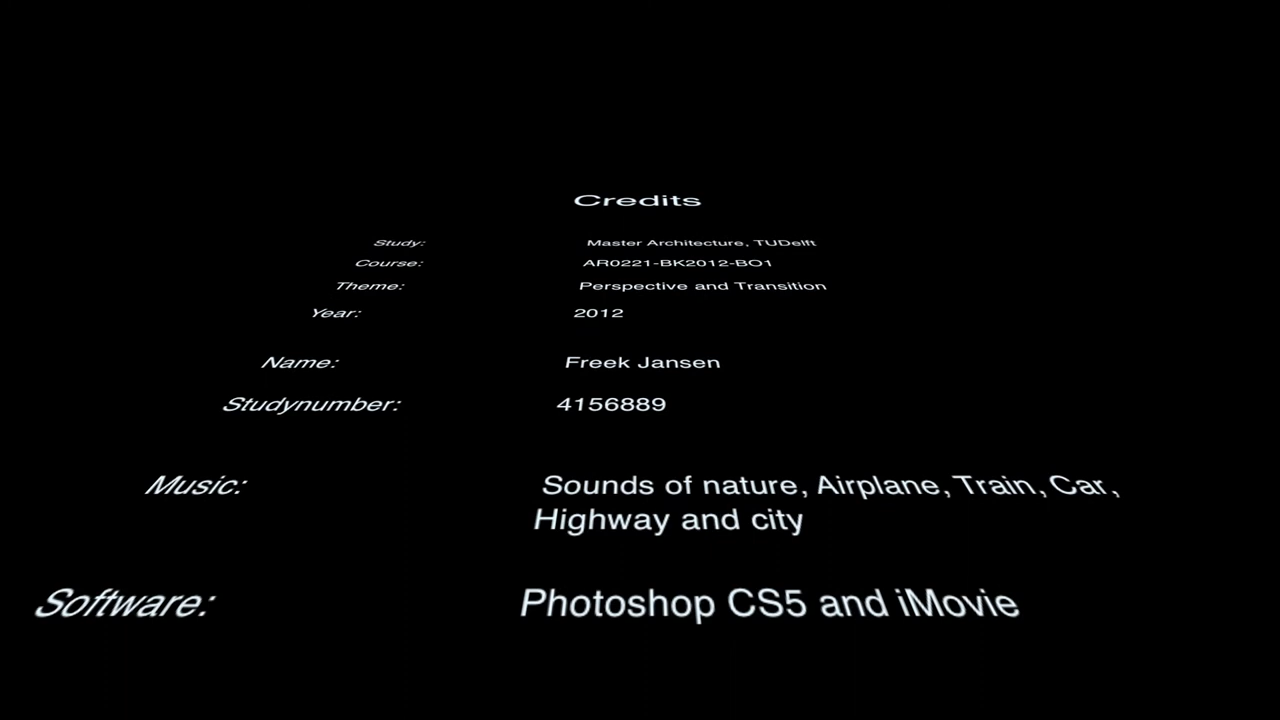 Credits
Study: Master Architecture, TUDelft
Course: AR0221-BK2012-BO1
Theme: Perspective and Transition
Year: 2012
Name: Freek Jansen
Studynumber: 4156889
Music: Sounds of nature, Airplane, Train, Car,
Highway and city
Software: Photoshop CS5 and iMovie